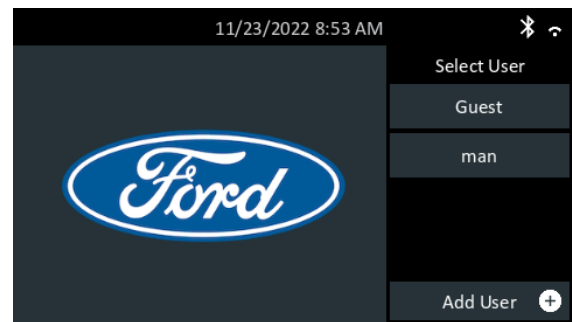 11/23/2022 8:53 AM
Select User
Guest
man
Ford
Add User